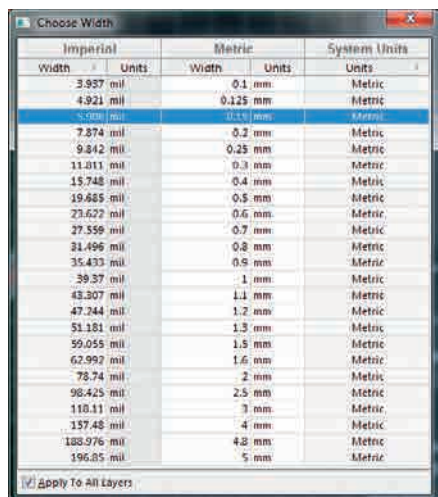 Choose Width
Imperial Metric System Units
Width Units Width Units Units
3.937 mil 0.1 mm Metric
4.921 mil 0.125 mm Metric
5.906 mil 0.15 mm Metric
7.874 mil 0.2 mm Metric
9.842 mil 0.25 mm Metric
11.811 mil 0.3 mm Metric
15.748 mil 0.4 mm Metric
19.685 mil 0.5 mm Metric
23.622 mil 0.6 mm Metric
27.559 mil 0.7 mm Metric
31.496 mil 0.8 mm Metric
35.433 mil 0.9 mm Metric
39.37 mil 1 mm Metric
43.307 mil 1.1 mm Metric
47.244 mil 1.2 mm Metric
51.181 mil 1.3 mm Metric
59.055 mil 1.5 mm Metric
62.992 mil 1.6 mm Metric
78.74 mil 2 mm Metric
98.425 mil 2.5 mm Metric
118.11 mil 3 mm Metric
157.48 mil 4 mm Metric
188.976 mil 4.8 mm Metric
196.85 mil 5 mm Metric
Apply To All Layers